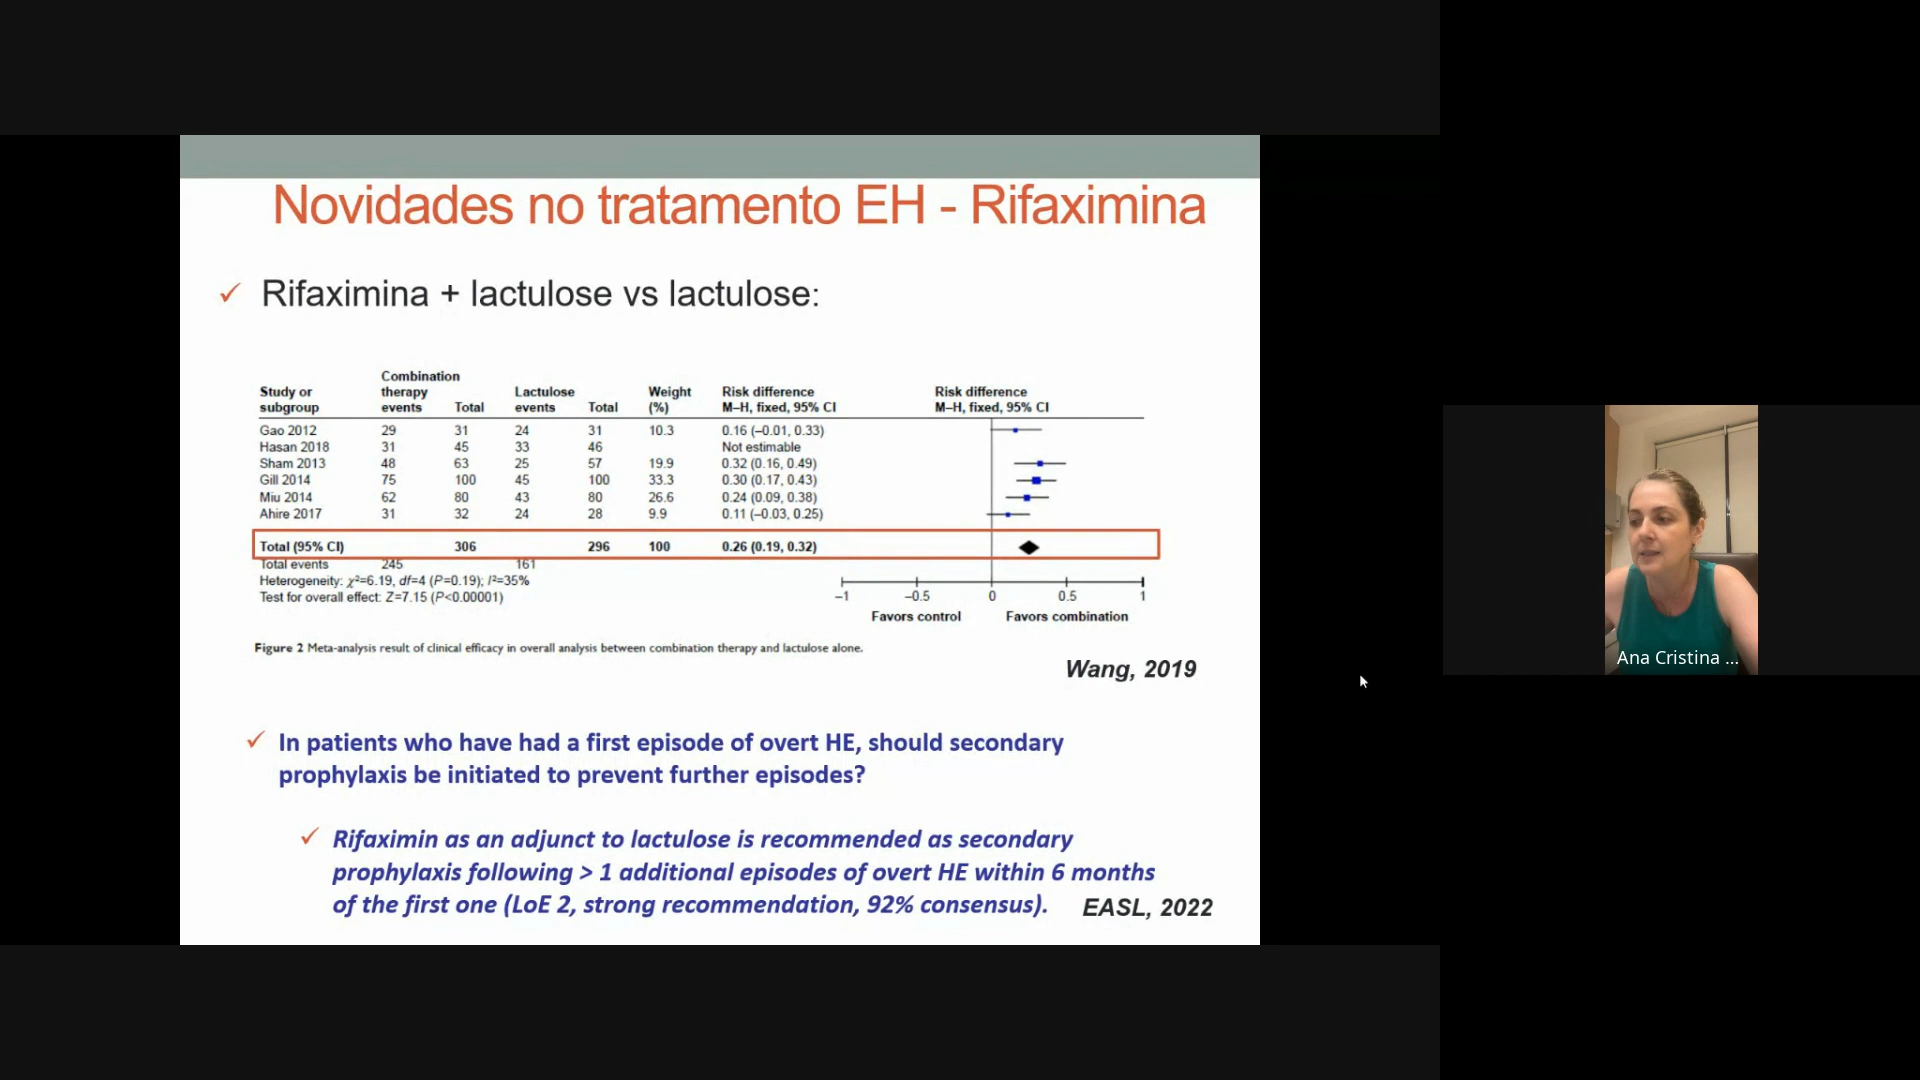 Novidades no tratamento EH - Rifaximina
✓ Rifaximina + lactulose vs lactulose:
Combination
Study or therapy Lactulose Weight Risk difference Risk difference
subgroup events Total events Total (%) M–H, fixed, 95% CI M–H, fixed, 95% CI
Gao 2012 29 31 24 31 10.3 0.16 (–0.01, 0.33)
Hasan 2018 31 45 33 46 Not estimable
Sham 2013 48 63 25 57 19.9 0.32 (0.16, 0.49)
Gill 2014 75 100 45 100 33.3 0.30 (0.17, 0.43)
Miu 2014 62 80 43 80 26.6 0.24 (0.09, 0.38)
Ahire 2017 31 32 24 28 9.9 0.11 (–0.03, 0.25)
Total (95% CI) 306 296 100 0.26 (0.19, 0.32)
Total events 245 161
Heterogeneity: χ²=6.19, df=4 (P=0.19); I²=35%
Test for overall effect: Z=7.15 (P<0.00001)
–1 –0.5 0 0.5 1
Favors control Favors combination
Figure 2 Meta-analysis result of clinical efficacy in overall analysis between combination therapy and lactulose alone.
Wang, 2019
✓ In patients who have had a first episode of overt HE, should secondary
prophylaxis be initiated to prevent further episodes?
✓ Rifaximin as an adjunct to lactulose is recommended as secondary
prophylaxis following > 1 additional episodes of overt HE within 6 months
of the first one (LoE 2, strong recommendation, 92% consensus). EASL, 2022
Ana Cristina ...